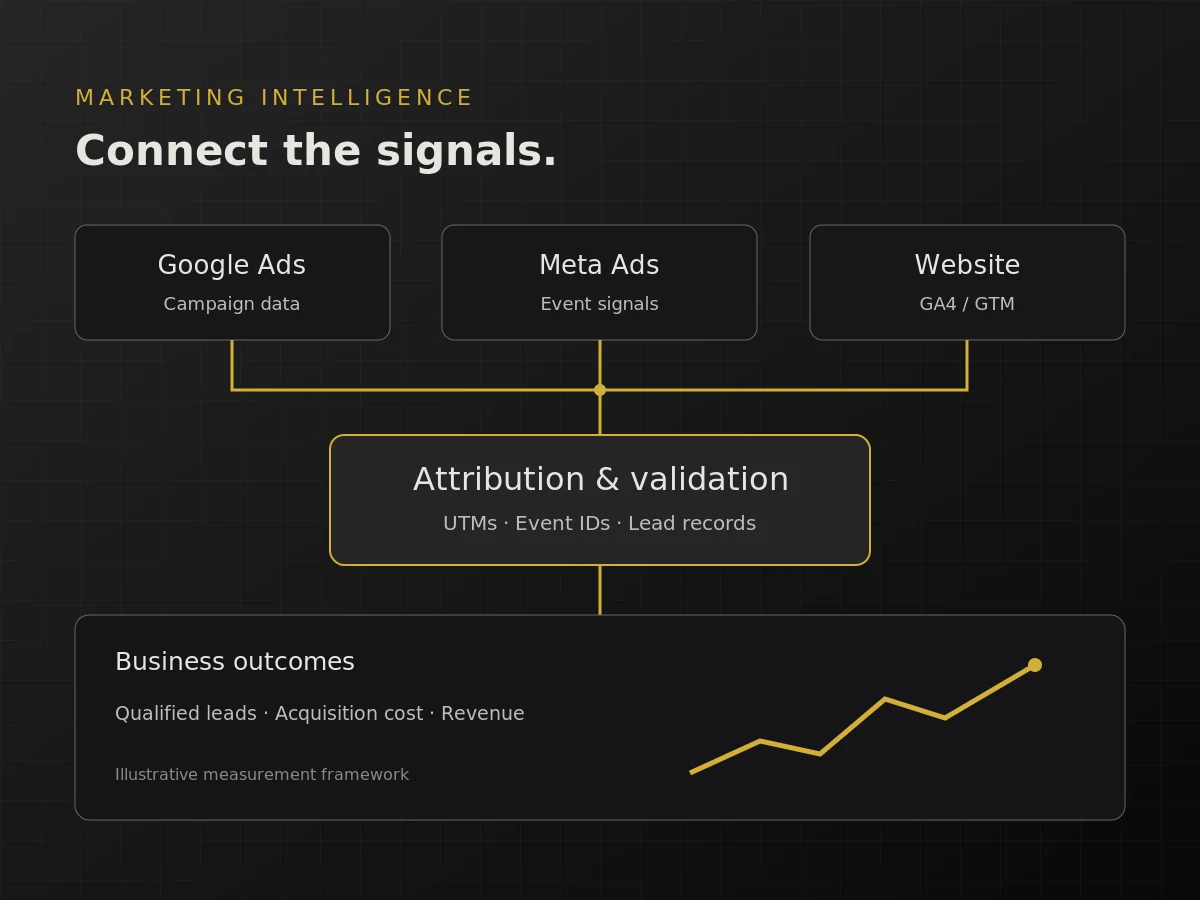 MARKETING INTELLIGENCE
Connect the signals.
Google Ads
Campaign data
Meta Ads
Event signals
Website
GA4 / GTM
Attribution & validation
UTMs · Event IDs · Lead records
Business outcomes
Qualified leads · Acquisition cost · Revenue
Illustrative measurement framework